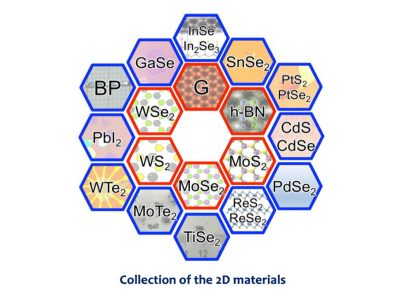 InSe
In₂Se₃
GaSe
SnSe₂
BP
G
PtS₂
PtSe₂
WSe₂
h-BN
PbI₂
CdS
CdSe
WS₂
MoS₂
WTe₂
MoSe₂
PdSe₂
MoTe₂
ReS₂
ReSe₂
TiSe₂
12
Collection of the 2D materials